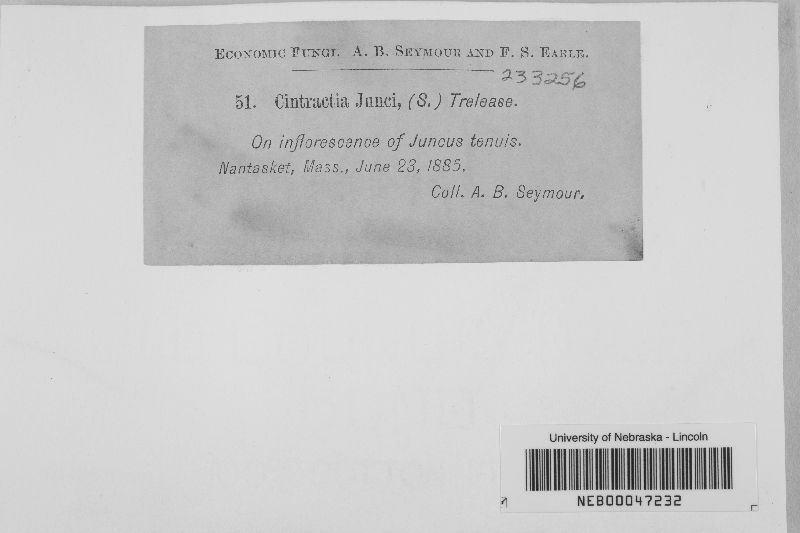 Economic Fungi. A. B. Seymour and F. S. Earle.
233256
51. Cintractia Junci, (S.) Trelease.
On inflorescence of Juncus tenuis.
Nantasket, Mass., June 23, 1885.
Coll. A. B. Seymour.
University of Nebraska - Lincoln
NEB00047232